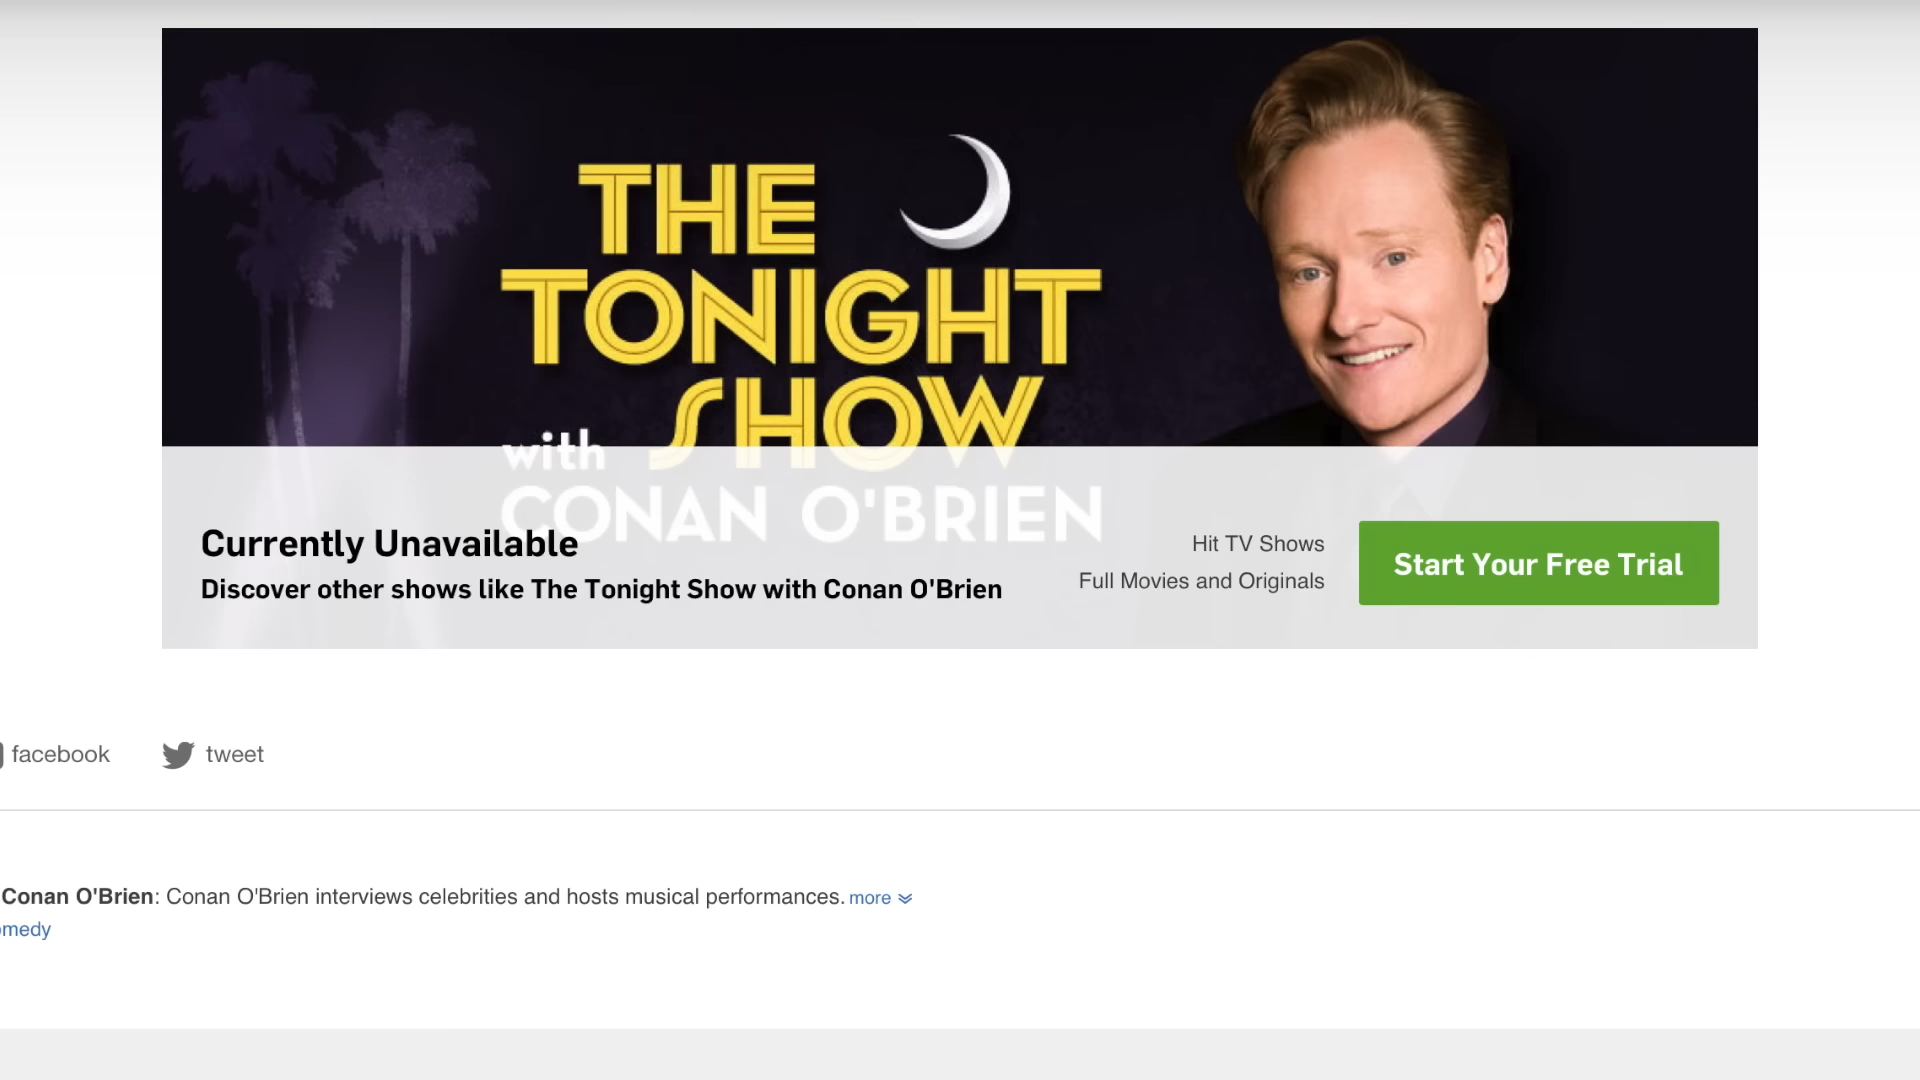 THE
TONIGHT
SHOW
with
CONAN O'BRIEN
Currently Unavailable
Discover other shows like The Tonight Show with Conan O'Brien
Hit TV Shows
Full Movies and Originals
Start Your Free Trial
facebook
tweet
Conan O'Brien: Conan O'Brien interviews celebrities and hosts musical performances. more
omedy